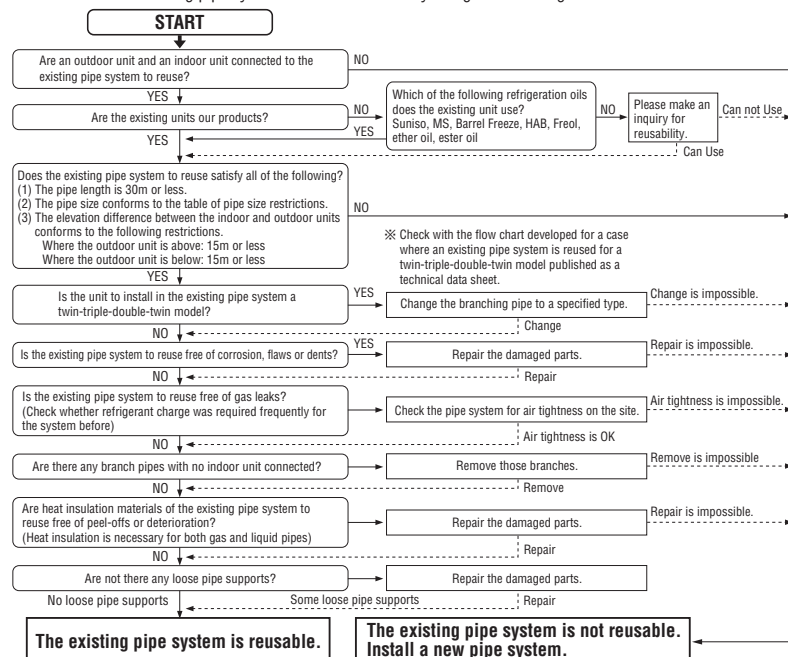 START
Are an outdoor unit and an indoor unit connected to the
existing pipe system to reuse?
NO
YES
Are the existing units our products?
NO
YES
Which of the following refrigeration oils
does the existing unit use?
Suniso, MS, Barrel Freeze, HAB, Freol,
ether oil, ester oil
YES
NO
Please make an
inquiry for
reusability.
Can not Use
Can Use
Does the existing pipe system to reuse satisfy all of the following?
(1) The pipe length is 30m or less.
(2) The pipe size conforms to the table of pipe size restrictions.
(3) The elevation difference between the indoor and outdoor units
conforms to the following restrictions.
Where the outdoor unit is above: 15m or less
Where the outdoor unit is below: 15m or less
NO
YES
※ Check with the flow chart developed for a case
where an existing pipe system is reused for a
twin-triple-double-twin model published as a
technical data sheet.
Is the unit to install in the existing pipe system a
twin-triple-double-twin model?
YES
Change the branching pipe to a specified type.
Change is impossible.
NO
Change
Is the existing pipe system to reuse free of corrosion, flaws or dents?
YES
Repair the damaged parts.
Repair is impossible.
NO
Repair
Is the existing pipe system to reuse free of gas leaks?
(Check whether refrigerant charge was required frequently for
the system before)
Check the pipe system for air tightness on the site.
Air tightness is impossible.
NO
Air tightness is OK
Are there any branch pipes with no indoor unit connected?
Remove those branches.
Remove is impossible
NO
Remove
Are heat insulation materials of the existing pipe system to
reuse free of peel-offs or deterioration?
(Heat insulation is necessary for both gas and liquid pipes)
Repair the damaged parts.
Repair is impossible.
NO
Repair
Are not there any loose pipe supports?
Repair the damaged parts.
No loose pipe supports
Some loose pipe supports
Repair
The existing pipe system is reusable.
The existing pipe system is not reusable.
Install a new pipe system.